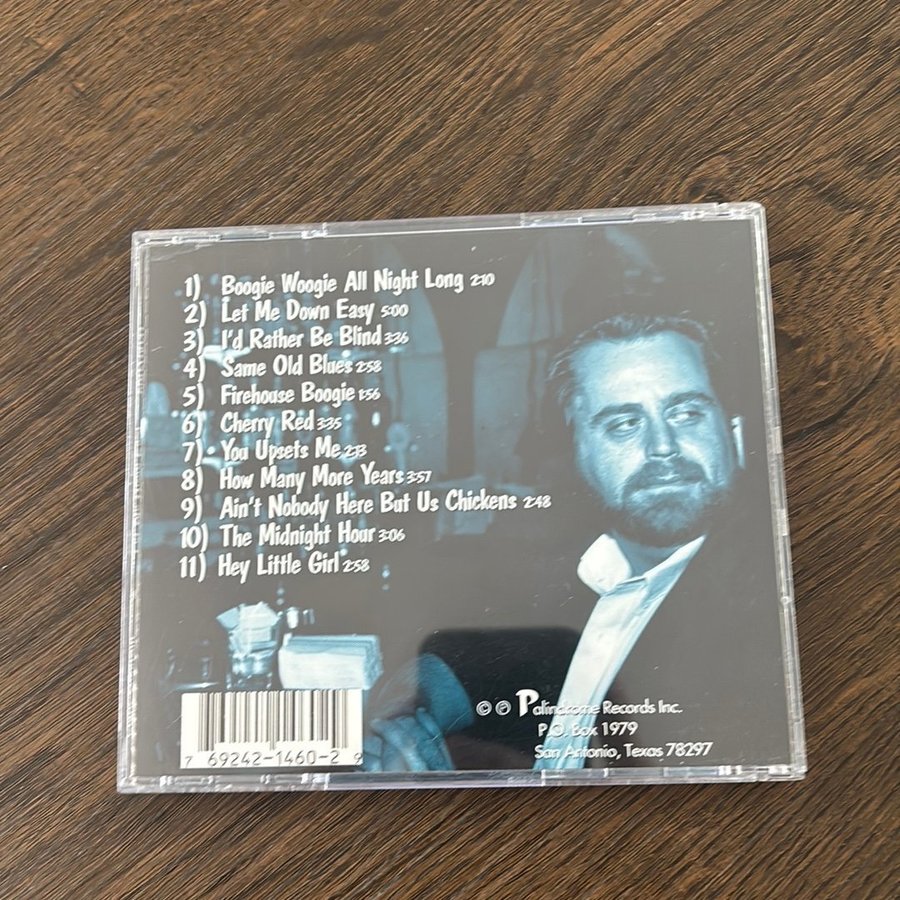 1) Boogie Woogie All Night Long 2:10
2) Let Me Down Easy 5:00
3) I'd Rather Be Blind 3:36
4) Same Old Blues 2:58
5) Firehouse Boogie 1:56
6) Cherry Red 3:35
7) You Upsets Me 2:13
8) How Many More Years 3:57
9) Ain't Nobody Here But Us Chickens 2:48
10) The Midnight Hour 3:06
11) Hey Little Girl 2:58
© ℗ Palindrome Records Inc.
P.O. Box 1979
San Antonio, Texas 78297
7 69242-1460-2 9